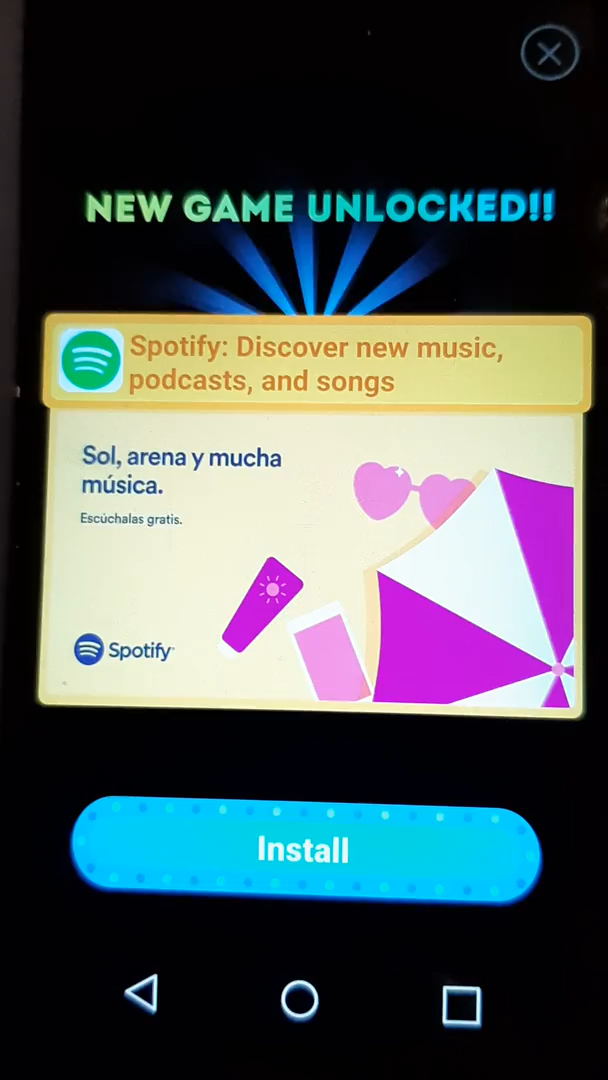 NEW GAME UNLOCKED!!
Spotify: Discover new music,
podcasts, and songs
Sol, arena y mucha
música.
Escúchalas gratis.
Spotify
Install